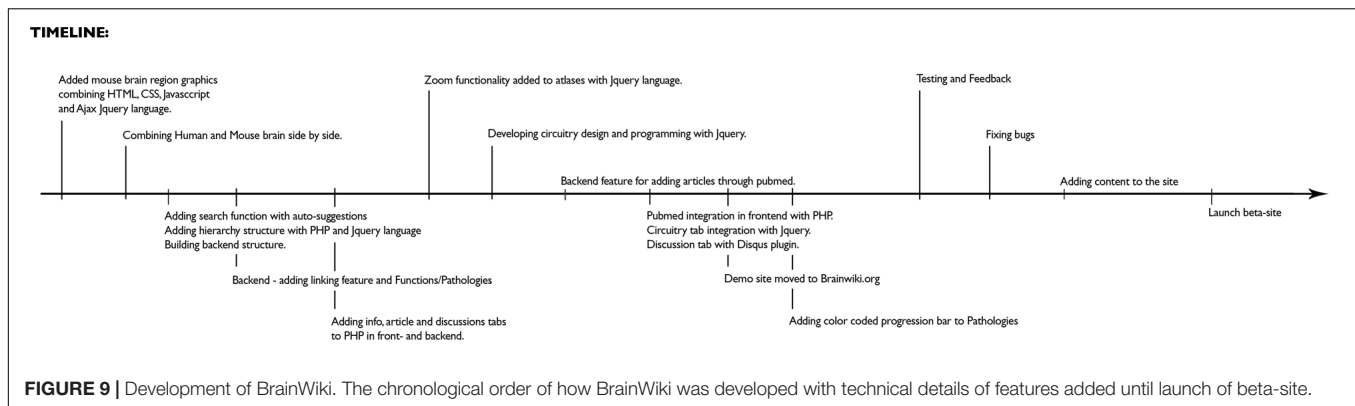 TIMELINE:
Added mouse brain region graphics
combining HTML, CSS, Javasccript
and Ajax Jquery language.
Combining Human and Mouse brain side by side.
Adding search function with auto-suggestions
Adding hierarchy structure with PHP and Jquery language
Building backend structure.
Backend - adding linking feature and Functions/Pathologies
Adding info, article and discussions tabs
to PHP in front- and backend.
Zoom functionality added to atlases with Jquery language.
Developing circuitry design and programming with Jquery.
Backend feature for adding articles through pubmed.
Pubmed integration in frontend with PHP.
Circuitry tab integration with Jquery.
Discussion tab with Disqus plugin.
Demo site moved to Brainwiki.org
Adding color coded progression bar to Pathologies
Testing and Feedback
Fixing bugs
Adding content to the site
Launch beta-site
FIGURE 9 | Development of BrainWiki. The chronological order of how BrainWiki was developed with technical details of features added until launch of beta-site.